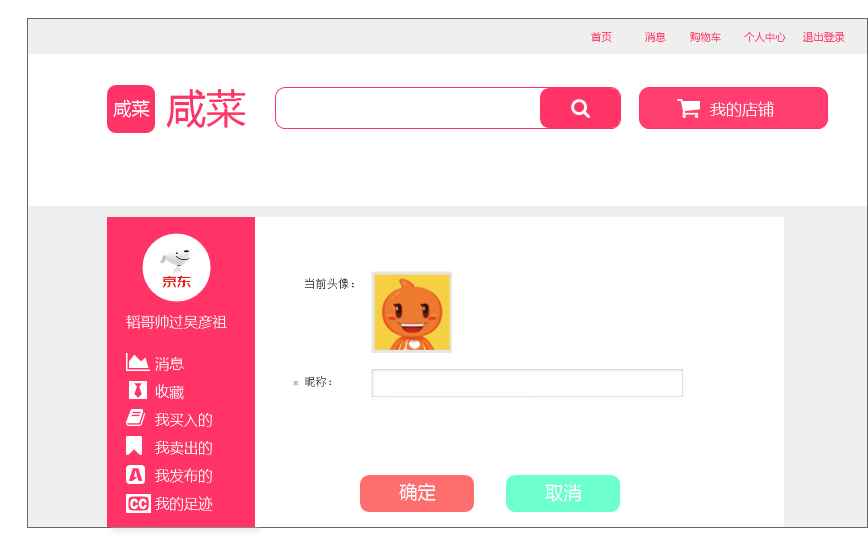 首页 消息 购物车 个人中心 退出登录
咸菜 咸菜 我的店铺
京东
韬哥帅过吴彦祖
消息
收藏
我买入的
我卖出的
A 我发布的
CC 我的足迹
当前头像：
* 昵称：
确定 取消